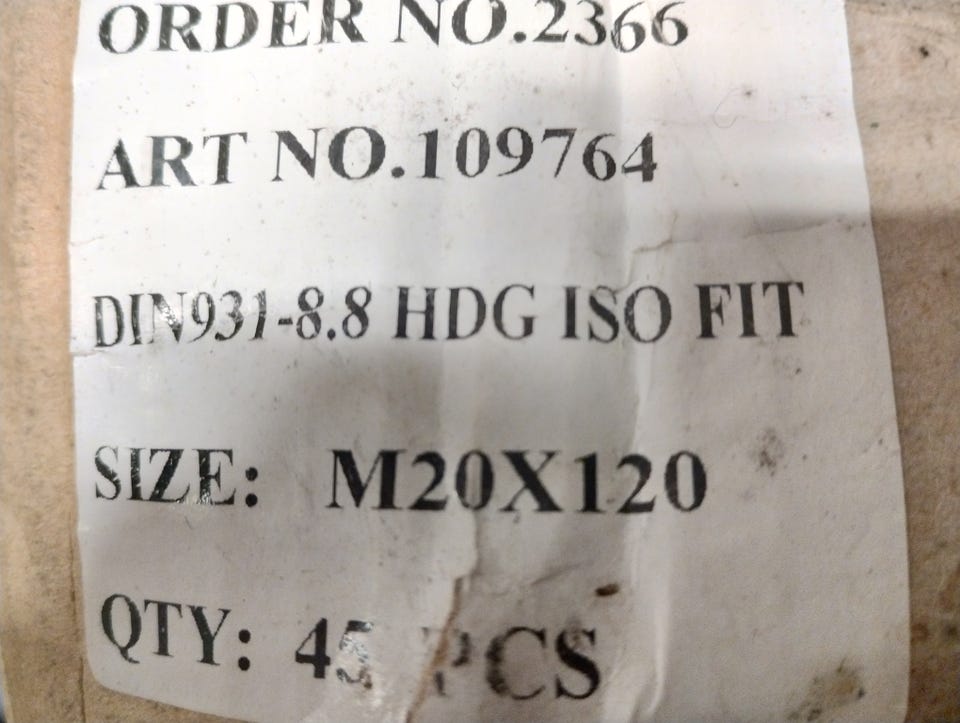 ORDER NO.2366
ART NO.109764
DIN931-8.8 HDG ISO FIT
SIZE: M20X120
QTY: 45 PCS